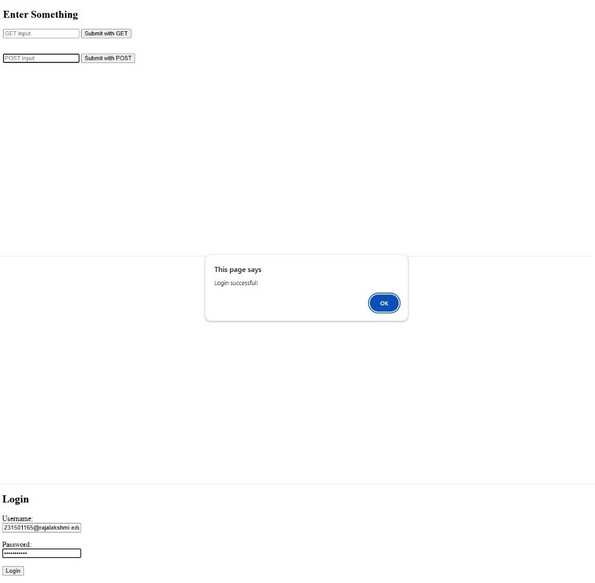 Enter Something
GET input Submit with GET
POST input Submit with POST
This page says
Login successful!
OK
Login
Username:
231501165@rajalakshmi.edu
Password:
•••••••••••
Login